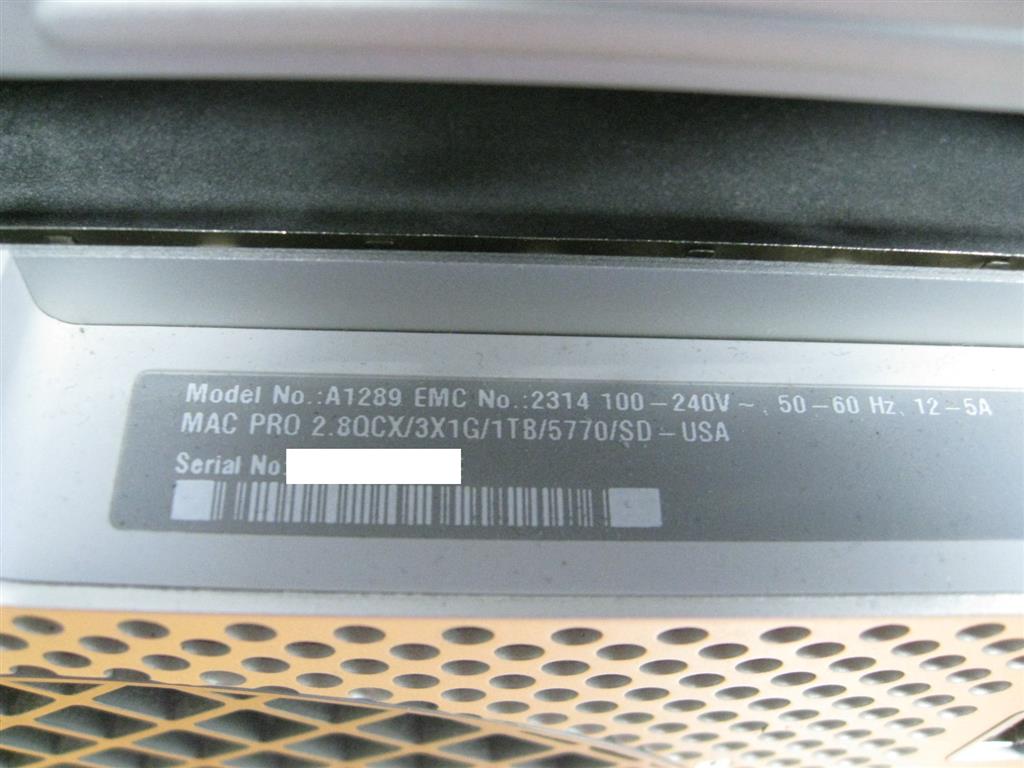 Model No.:A1289 EMC No.:2314 100-240V~, 50-60 Hz, 12-5A
MAC PRO 2.8QCX/3X1G/1TB/5770/SD-USA
Serial No.